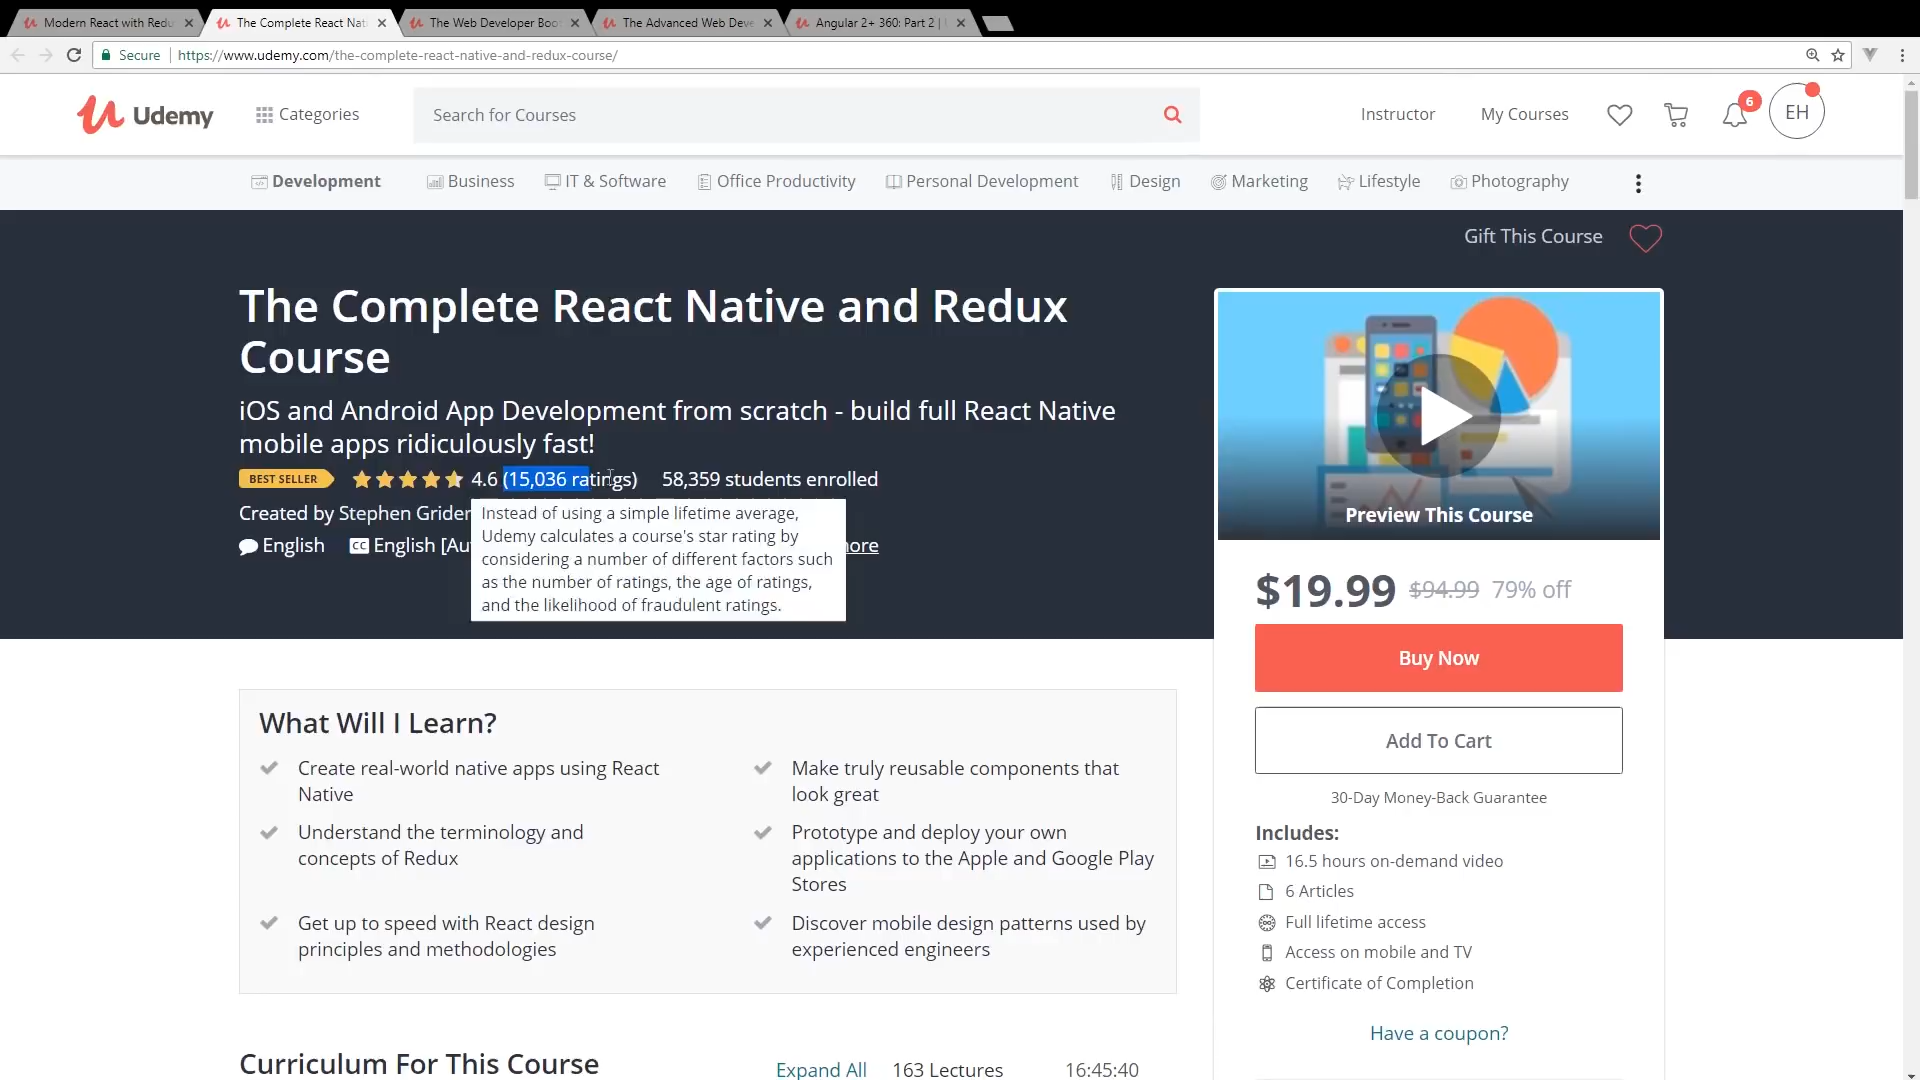 Modern React with Redu
The Complete React Nati
The Web Developer Boo
The Advanced Web Deve
Angular 2+ 360: Part 2 |
Secure
https://www.udemy.com/the-complete-react-native-and-redux-course/
Udemy
Categories
Search for Courses
Instructor
My Courses
6
EH
Development
Business
IT & Software
Office Productivity
Personal Development
Design
Marketing
Lifestyle
Photography
Gift This Course
The Complete React Native and Redux
Course
iOS and Android App Development from scratch - build full React Native
mobile apps ridiculously fast!
BEST SELLER
4.6 (15,036 ratings)
58,359 students enrolled
Created by Stephen Grider
English
CC
English [Au
more
Instead of using a simple lifetime average,
Udemy calculates a course's star rating by
considering a number of different factors such
as the number of ratings, the age of ratings,
and the likelihood of fraudulent ratings.
Preview This Course
$19.99 $94.99 79% off
Buy Now
Add To Cart
30-Day Money-Back Guarantee
Includes:
16.5 hours on-demand video
6 Articles
Full lifetime access
Access on mobile and TV
Certificate of Completion
Have a coupon?
What Will I Learn?
Create real-world native apps using React
Native
Understand the terminology and
concepts of Redux
Get up to speed with React design
principles and methodologies
Make truly reusable components that
look great
Prototype and deploy your own
applications to the Apple and Google Play
Stores
Discover mobile design patterns used by
experienced engineers
Curriculum For This Course
Expand All
163 Lectures
16:45:40